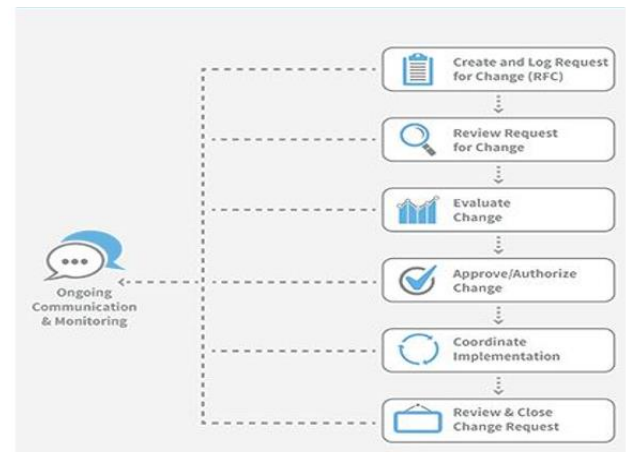 Create and Log Request
for Change (RFC)
Review Request
for Change
Evaluate
Change
Approve/Authorize
Change
Coordinate
Implementation
Review & Close
Change Request
Ongoing
Communication
& Monitoring